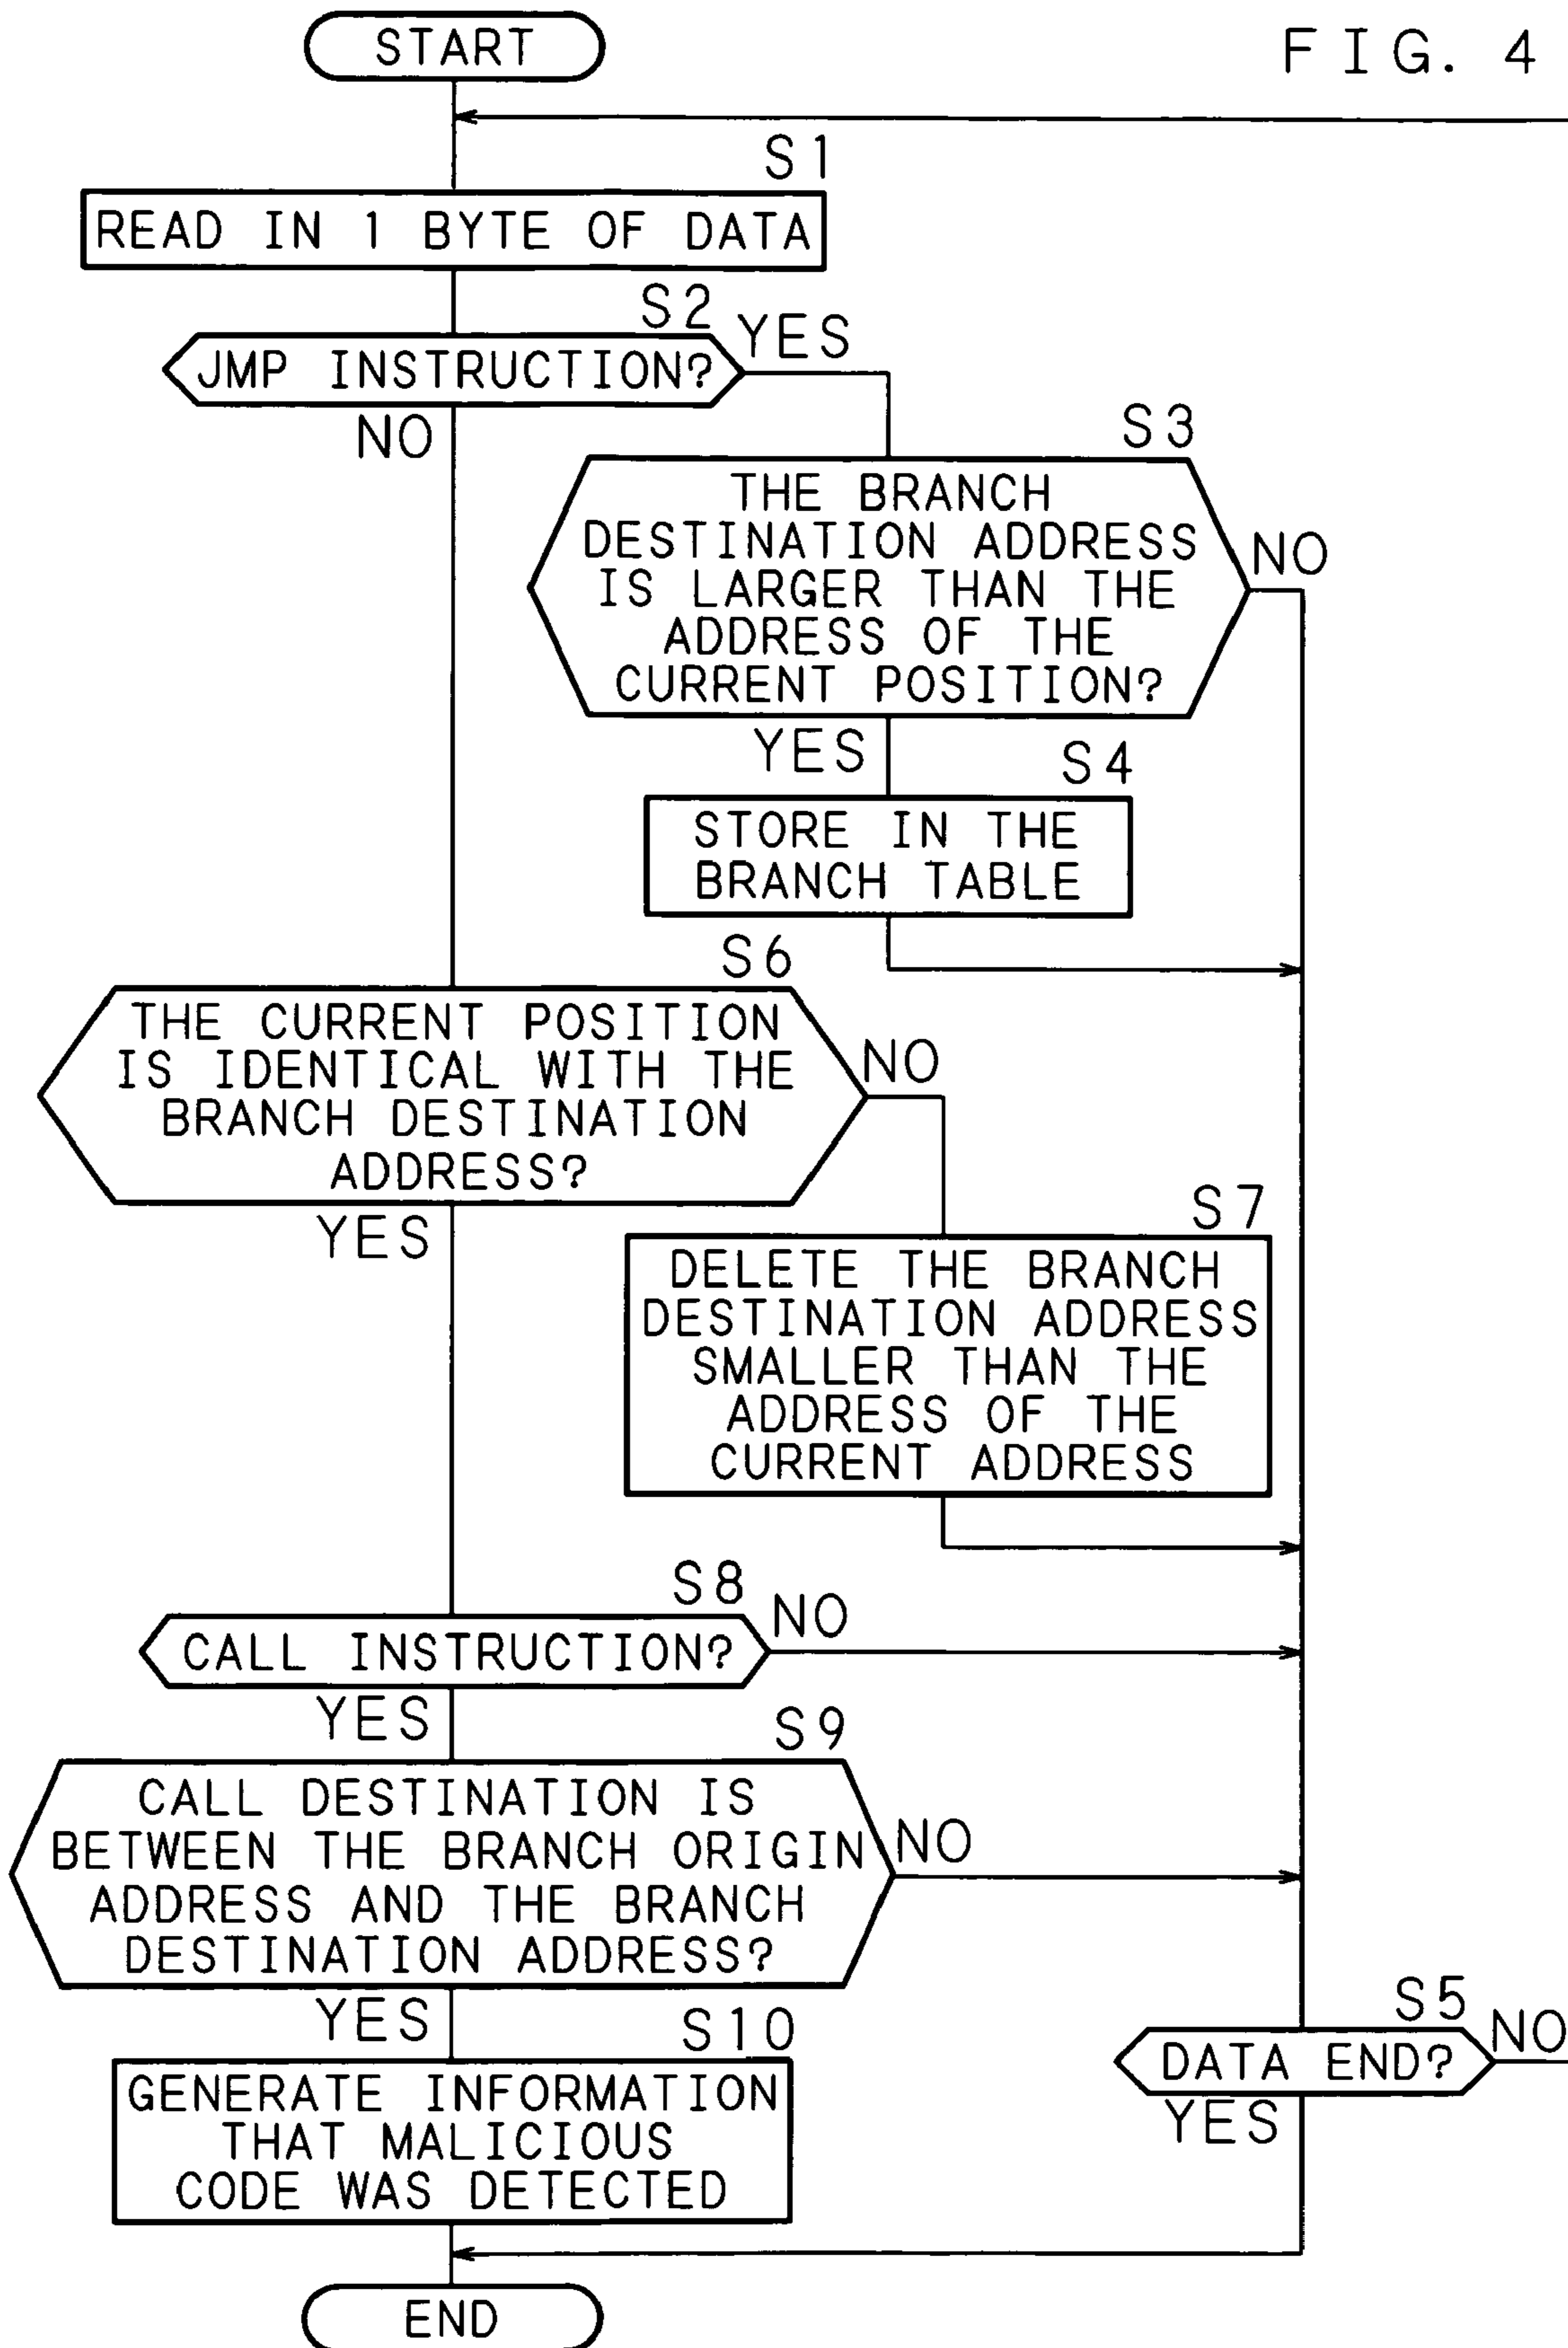 START
FIG. 4
S1
READ IN 1 BYTE OF DATA
S2
JMP INSTRUCTION?
YES
NO
S3
THE BRANCH
DESTINATION ADDRESS
IS LARGER THAN THE
ADDRESS OF THE
CURRENT POSITION?
NO
YES
S4
STORE IN THE
BRANCH TABLE
S6
THE CURRENT POSITION
IS IDENTICAL WITH THE
BRANCH DESTINATION
ADDRESS?
NO
YES
S7
DELETE THE BRANCH
DESTINATION ADDRESS
SMALLER THAN THE
ADDRESS OF THE
CURRENT ADDRESS
S8
CALL INSTRUCTION?
NO
YES
S9
CALL DESTINATION IS
BETWEEN THE BRANCH ORIGIN
ADDRESS AND THE BRANCH
DESTINATION ADDRESS?
NO
YES
S5
DATA END?
NO
YES
S10
GENERATE INFORMATION
THAT MALICIOUS
CODE WAS DETECTED
END